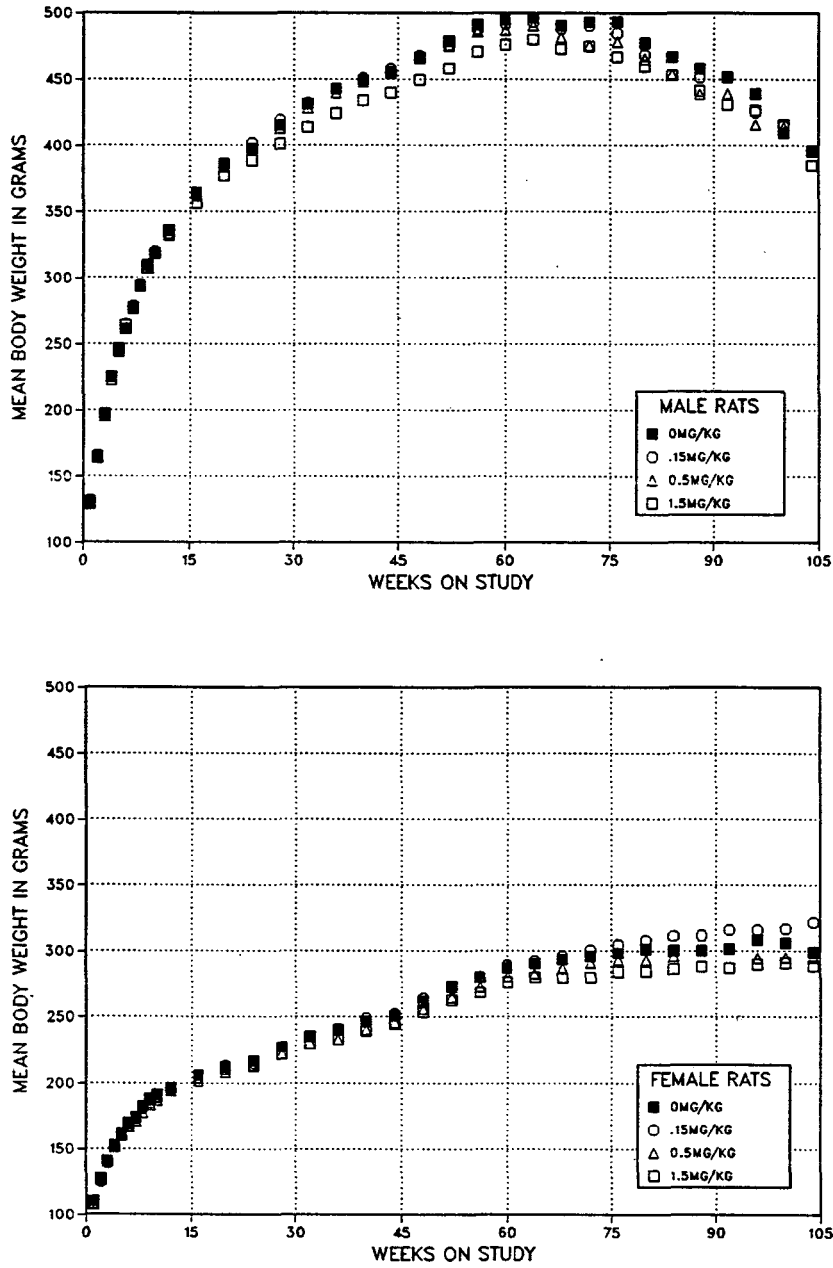 500
450
400
350
300
250
200
150
100
MEAN BODY WEIGHT IN GRAMS
MALE RATS
0MG/KG
.15MG/KG
0.5MG/KG
1.5MG/KG
0 15 30 45 60 75 90 105
WEEKS ON STUDY
500
450
400
350
300
250
200
150
100
MEAN BODY WEIGHT IN GRAMS
FEMALE RATS
0MG/KG
.15MG/KG
0.5MG/KG
1.5MG/KG
0 15 30 45 60 75 90 105
WEEKS ON STUDY